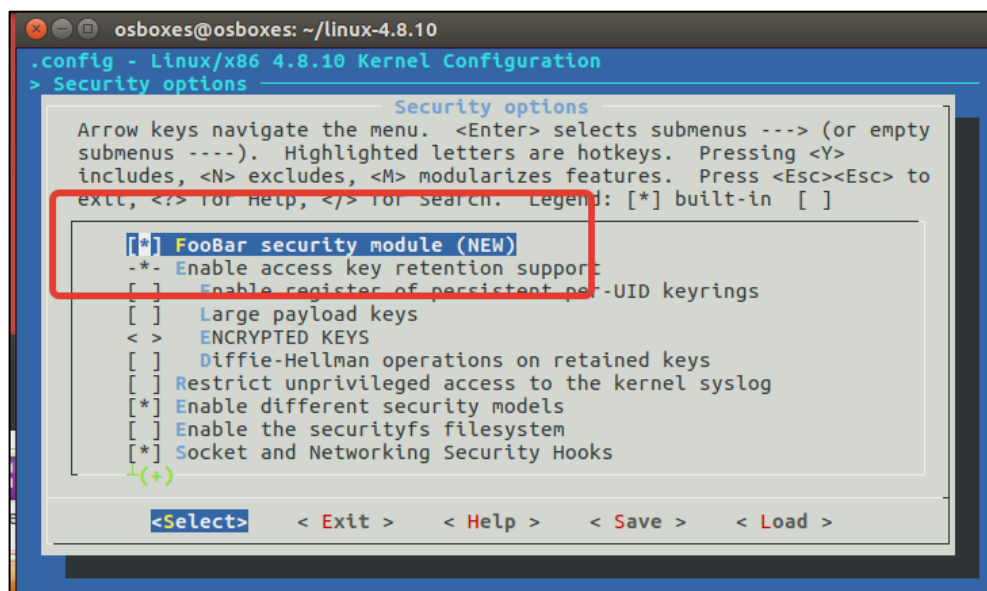 osboxes@osboxes: ~/linux-4.8.10
.config - Linux/x86 4.8.10 Kernel Configuration
> Security options
Security options
Arrow keys navigate the menu.  <Enter> selects submenus ---> (or empty
submenus ----).  Highlighted letters are hotkeys.  Pressing <Y>
includes, <N> excludes, <M> modularizes features.  Press <Esc><Esc> to
exit, <?> for Help, </> for Search.  Legend: [*] built-in  [ ]
[*] FooBar security module (NEW)
-*- Enable access key retention support
[ ]   Enable register of persistent per-UID keyrings
[ ]   Large payload keys
< >   ENCRYPTED KEYS
[ ]   Diffie-Hellman operations on retained keys
[ ] Restrict unprivileged access to the kernel syslog
[*] Enable different security models
[ ] Enable the securityfs filesystem
[*] Socket and Networking Security Hooks
┴(+)
<Select>    < Exit >    < Help >    < Save >    < Load >